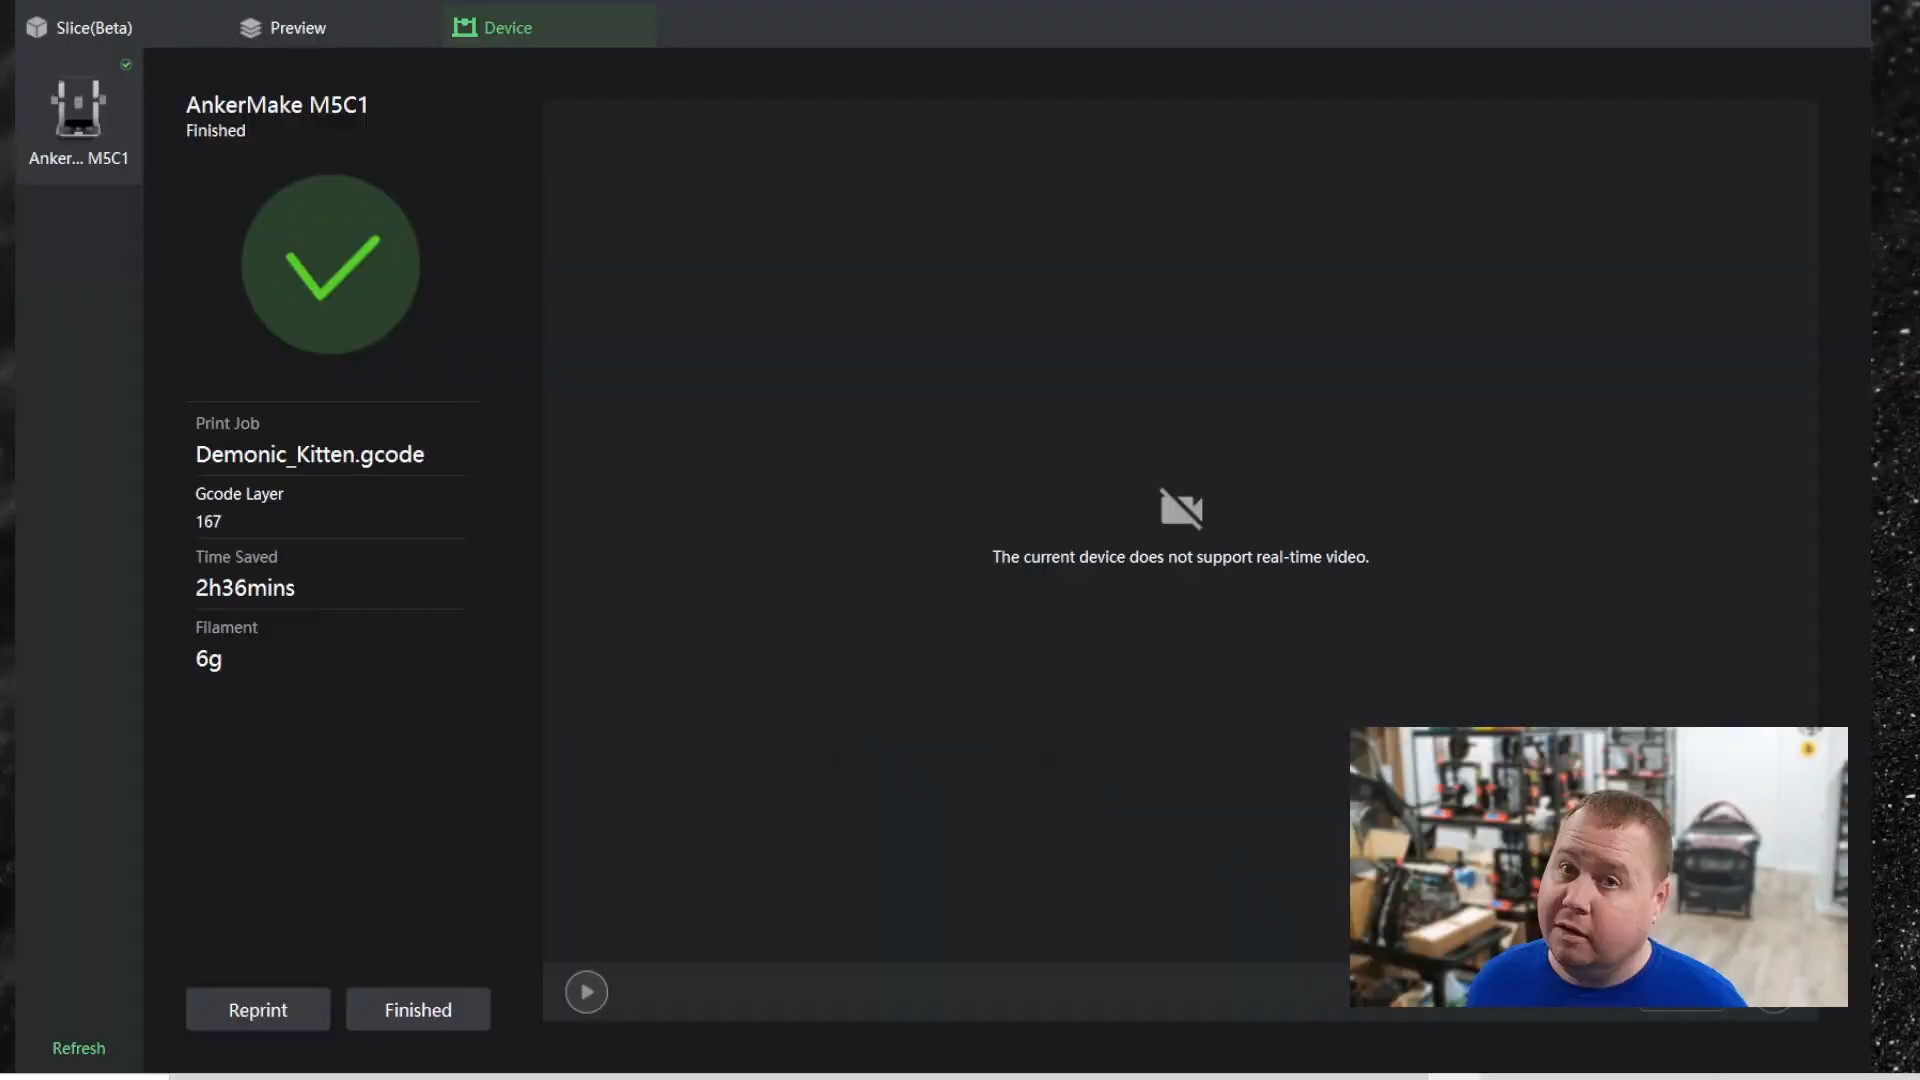 Slice(Beta)
Preview
Device
Anker... M5C1
AnkerMake M5C1
Finished
Print Job
Demonic_Kitten.gcode
Gcode Layer
167
Time Saved
2h36mins
Filament
6g
The current device does not support real-time video.
Reprint
Finished
Refresh